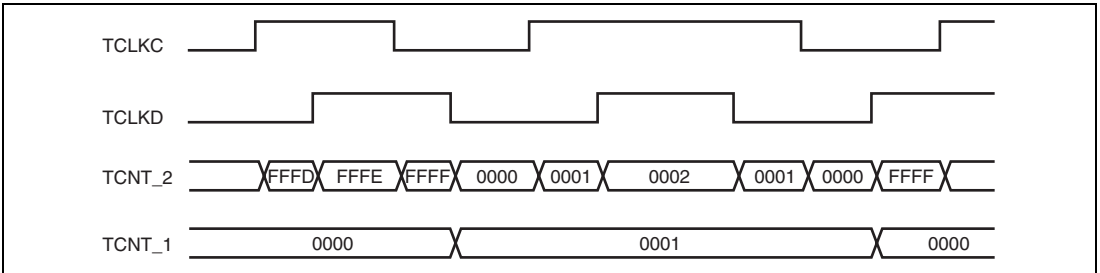 TCLKC
TCLKD
TCNT_2 FFFD FFFE FFFF 0000 0001 0002 0001 0000 FFFF
TCNT_1 0000 0001 0000